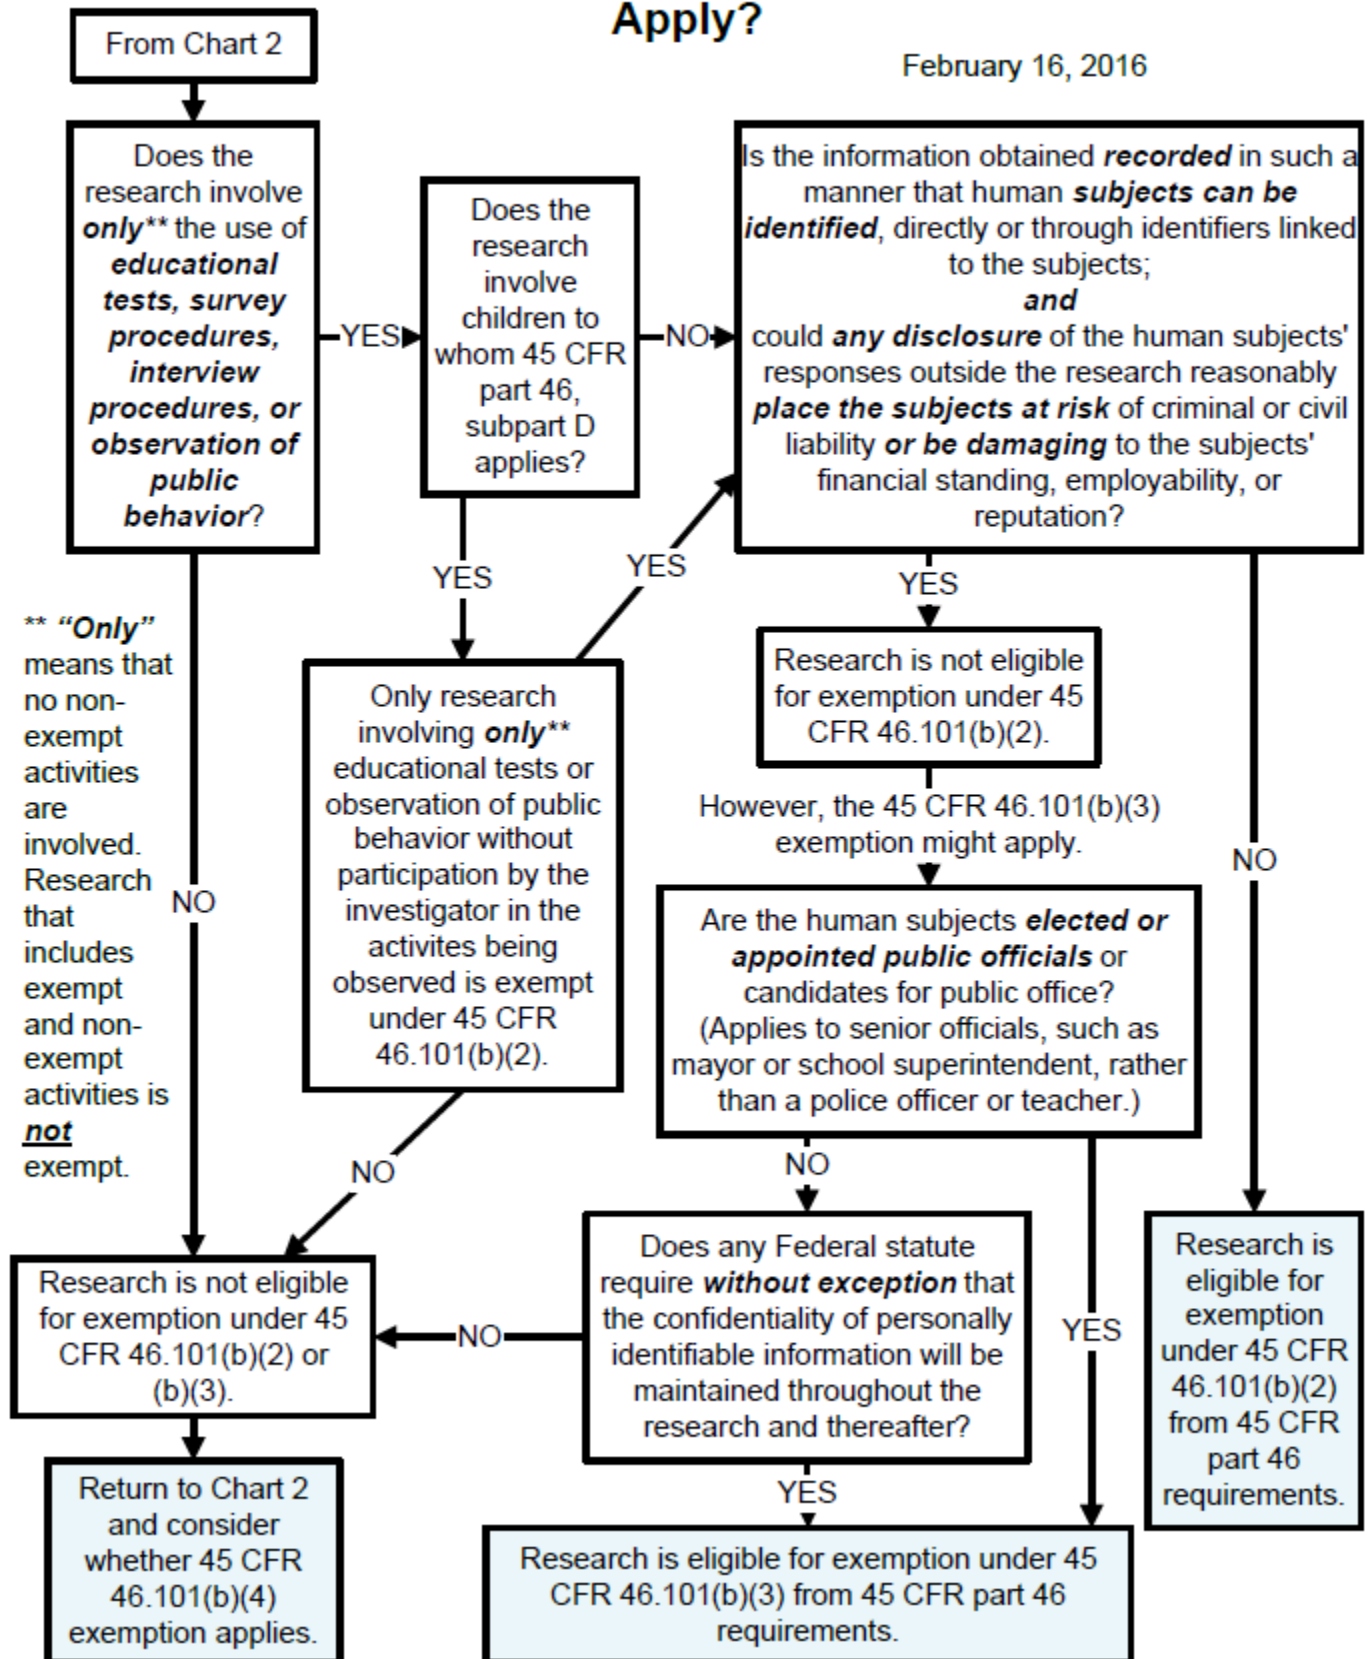 Apply?
February 16, 2016
From Chart 2
Does the
research involve
only** the use of
educational
tests, survey
procedures,
interview
procedures, or
observation of
public
behavior?
YES
Does the
research
involve
children to
whom 45 CFR
part 46,
subpart D
applies?
NO
Is the information obtained recorded in such a
manner that human subjects can be
identified, directly or through identifiers linked
to the subjects;
and
could any disclosure of the human subjects'
responses outside the research reasonably
place the subjects at risk of criminal or civil
liability or be damaging to the subjects'
financial standing, employability, or
reputation?
YES
YES
YES
** “Only”
means that
no non-
exempt
activities
are
involved.
Research
that
includes
exempt
and non-
exempt
activities is
not
exempt.
NO
Only research
involving only**
educational tests or
observation of public
behavior without
participation by the
investigator in the
activites being
observed is exempt
under 45 CFR
46.101(b)(2).
Research is not eligible
for exemption under 45
CFR 46.101(b)(2).
However, the 45 CFR 46.101(b)(3)
exemption might apply.
NO
Are the human subjects elected or
appointed public officials or
candidates for public office?
(Applies to senior officials, such as
mayor or school superintendent, rather
than a police officer or teacher.)
NO
NO
YES
Research is not eligible
for exemption under 45
CFR 46.101(b)(2) or
(b)(3).
NO
Does any Federal statute
require without exception that
the confidentiality of personally
identifiable information will be
maintained throughout the
research and thereafter?
Research is
eligible for
exemption
under 45 CFR
46.101(b)(2)
from 45 CFR
part 46
requirements.
YES
Return to Chart 2
and consider
whether 45 CFR
46.101(b)(4)
exemption applies.
Research is eligible for exemption under 45
CFR 46.101(b)(3) from 45 CFR part 46
requirements.